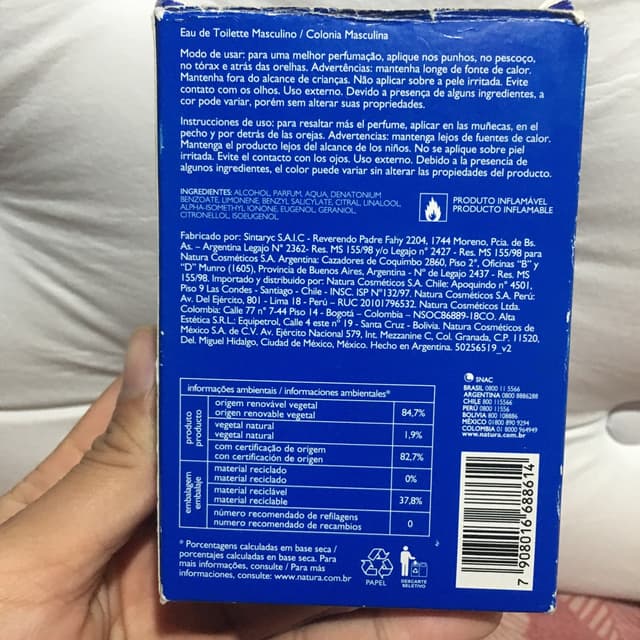 Eau de Toilette Masculino / Colonia Masculina
Modo de usar: para uma melhor perfumação, aplique nos punhos, no pescoço,
no tórax e atrás das orelhas. Advertências: mantenha longe de fonte de calor.
Mantenha fora do alcance de crianças. Não aplicar sobre a pele irritada. Evite
contato com os olhos. Uso externo. Devido a presença de alguns ingredientes, a
cor pode variar, porém sem alterar suas propriedades.
Instrucciones de uso: para resaltar más el perfume, aplicar en las muñecas, en el
pecho y por detrás de las orejas. Advertencias: mantenga lejos de fuentes de calor.
Mantenga el producto lejos del alcance de los niños. No se aplique sobre piel
irritada. Evite el contacto con los ojos. Uso externo. Debido a la presencia de
algunos ingredientes, el color puede variar sin alterar las propiedades del producto.
INGREDIENTES: ALCOHOL, PARFUM, AQUA, DENATONIUM
BENZOATE, LIMONENE, BENZYL SALICYLATE, CITRAL, LINALOOL,
ALPHA-ISOMETHYL IONONE, EUGENOL, GERANIOL,
CITRONELLOL, ISOEUGENOL.
PRODUTO INFLAMÁVEL
PRODUCTO INFLAMABLE
Fabricado por: Sintaryc S.A.I.C - Reverendo Padre Fahy 2204, 1744 Moreno, Pcia. de Bs.
As. – Argentina Legajo N° 2362- Res. MS 155/98 y/o Legajo n° 2427 - Res. MS 155/98 para
Natura Cosméticos S.A. Argentina: Cazadores de Coquimbo 2860, Piso 2°, Oficinas "B" y
"D" Munro (1605), Provincia de Buenos Aires, Argentina - N° de Legajo 2437 - Res. MS
155/98. Importado y distribuido por: Natura Cosméticos S.A. Chile: Apoquindo n° 4501,
Piso 9 Las Condes - Santiago - Chile - INSC. ISP N°132/97. Natura Cosméticos S.A. Perú:
Av. Del Ejército, 801 - Lima 18 - Perú – RUC 20101796532. Natura Cosméticos Ltda.
Colombia: Calle 77 n° 7-44 Piso 14 - Bogotá – Colombia – NSOC86889-18CO. Alta
Estética S.R.L.: Equipetrol, Calle 4 este n° 19 - Santa Cruz - Bolivia. Natura Cosméticos de
México S.A. de C.V. Av. Ejército Nacional 579, Int. Mezzanine C, Col. Granada, C.P. 11520,
Del. Miguel Hidalgo, Ciudad de México, México. Hecho en Argentina. 50256519_v2
informações ambientais / informaciones ambientales*
produto
producto
origem renovável vegetal
origen renovable vegetal
84,7%
vegetal natural
vegetal natural
1,9%
com certificação de origem
con certificación de origen
82,7%
embalagem
embalaje
material reciclado
material reciclado
0%
material reciclável
material reciclable
37,8%
número recomendado de refilagens
numero recomendado de recambios
0
* Porcentagens calculadas em base seca /
porcentajes calculadas en base seca / Para
mais informações, consulte / Para más
informaciones, consulte: www.natura.com.br
PAPEL
DESCARTE
SELETIVO
SNAC
BRASIL 0800 11 5566
ARGENTINA 0800 8886288
CHILE 800 115566
PERÚ 0800 11556
BOLIVIA 800 108886
MÉXICO 01800 890 9294
COLOMBIA 01 8000 964949
www.natura.com.br
7 908016 688614